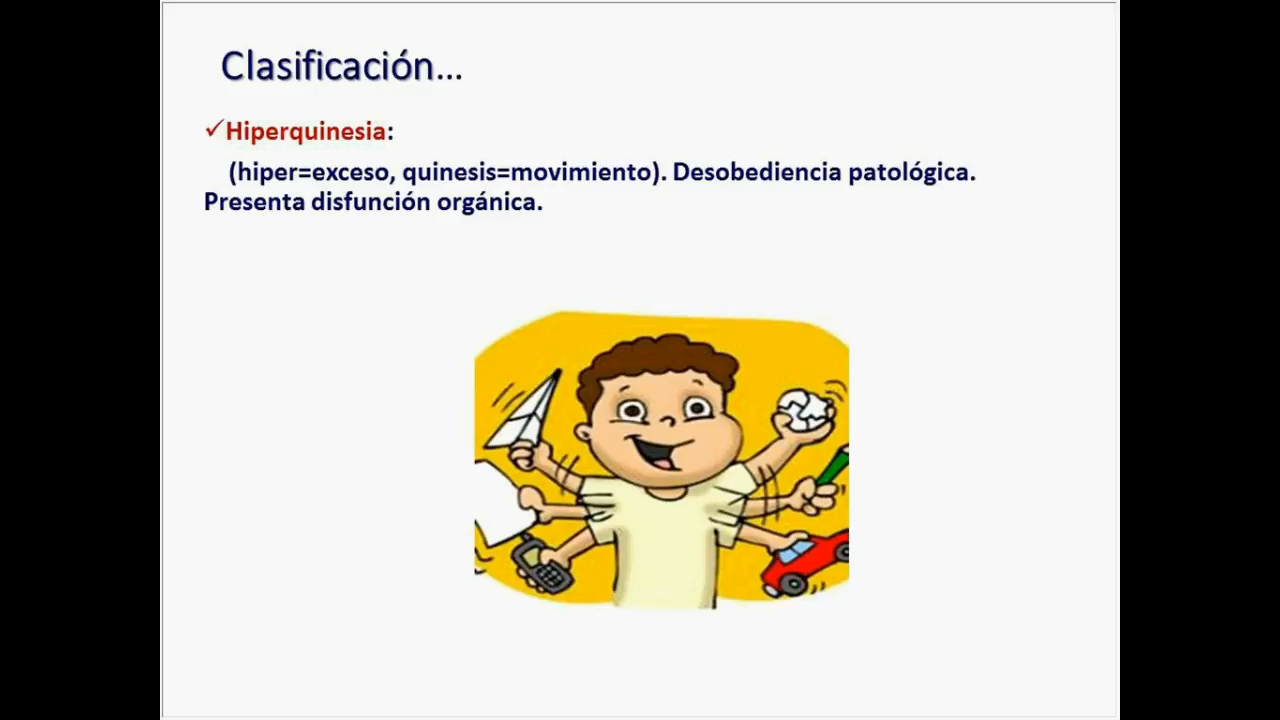 Clasificación...
✓Hiperquinesia:
(hiper=exceso, quinesis=movimiento). Desobediencia patológica.
Presenta disfunción orgánica.